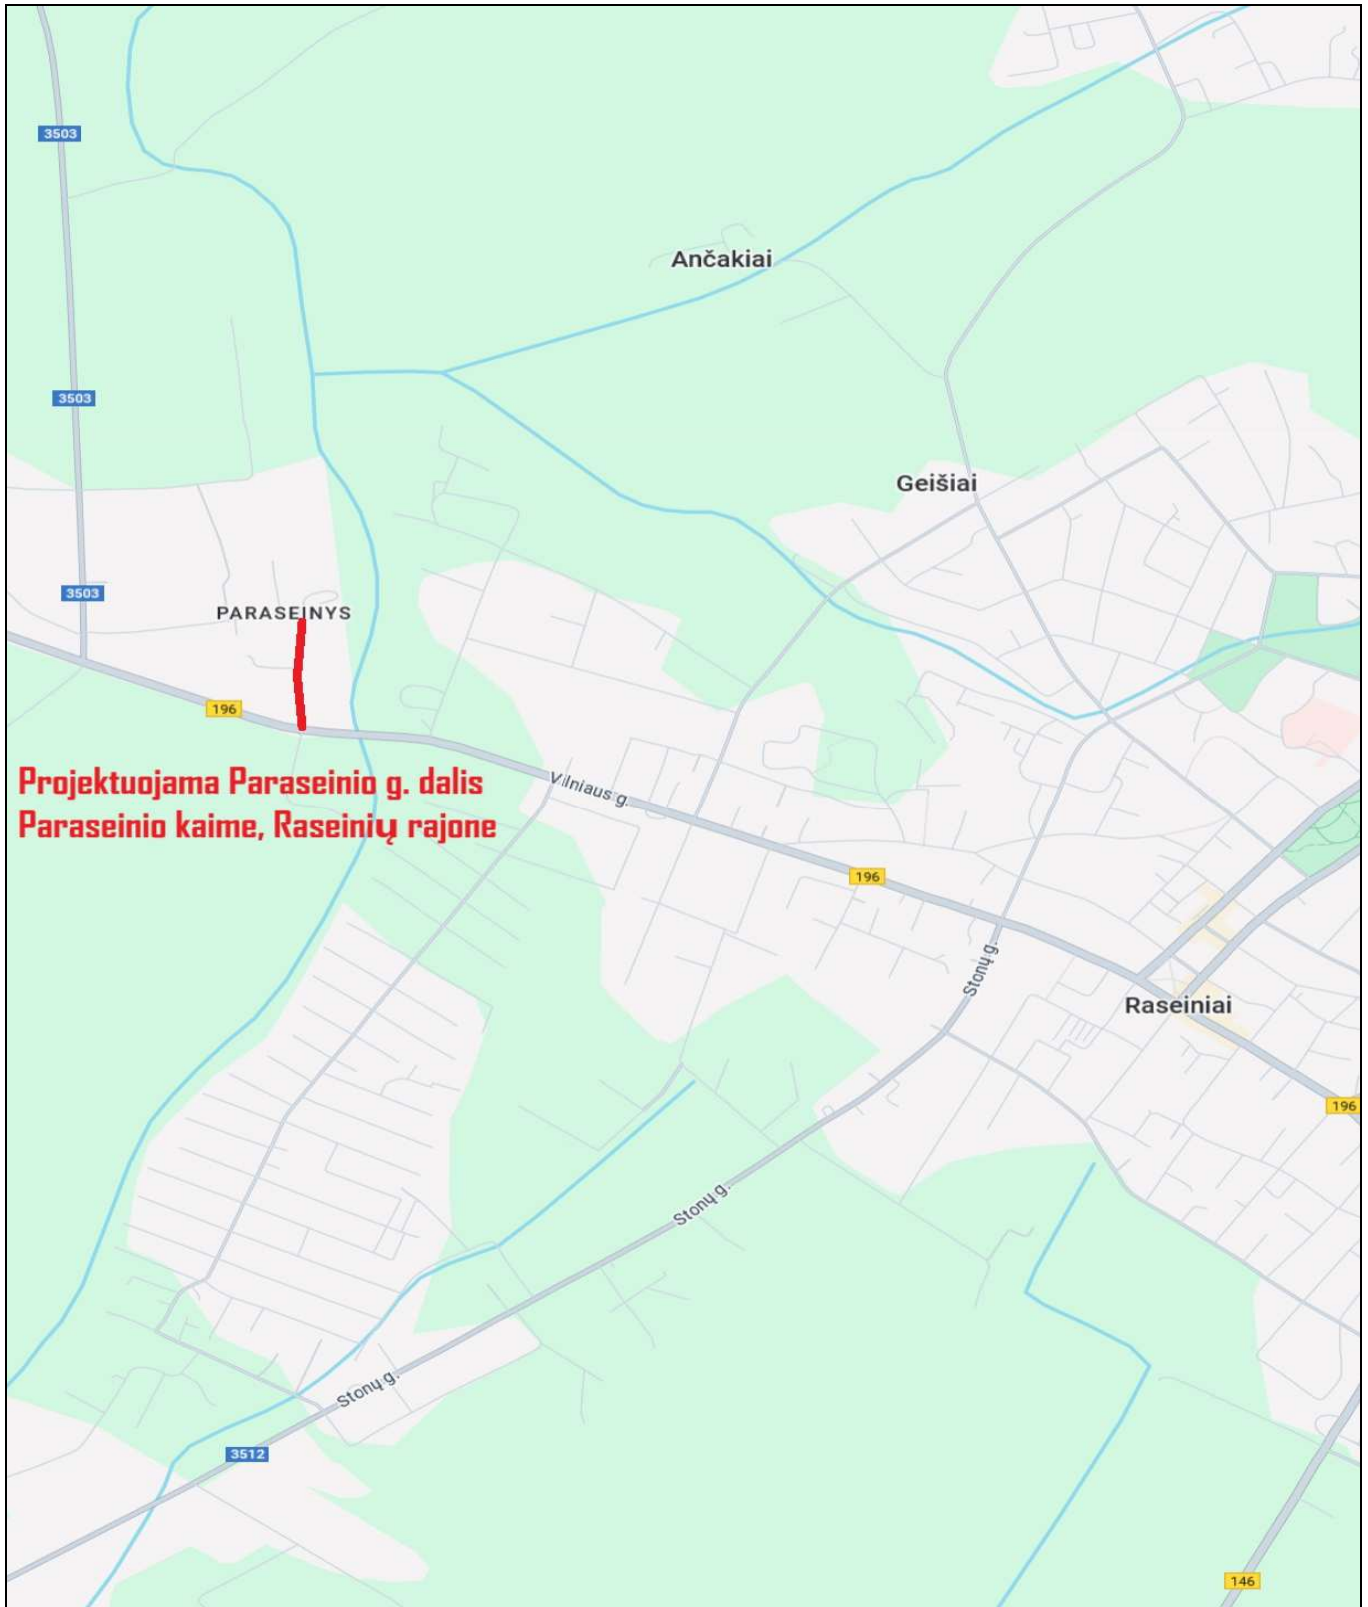 3503
Ančakiai
3503
Geišiai
3503
PARASEINYS
196
Projektuojama Paraseinio g. dalis
Paraseinio kaime, Raseinių rajone
Vilniaus g.
196
Stonų g.
Raseiniai
196
Stonų g.
Stonų g.
3512
146